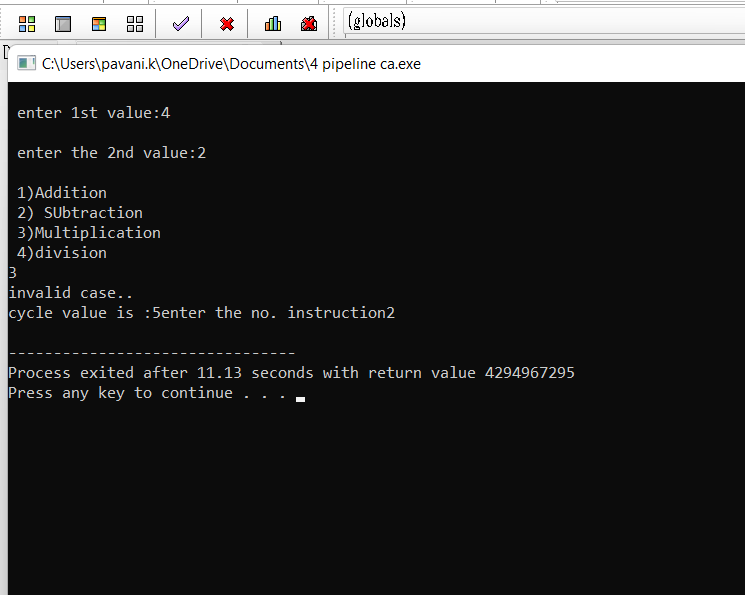 (globals)
C:\Users\pavani.k\OneDrive\Documents\4 pipeline ca.exe
enter 1st value:4
enter the 2nd value:2
1)Addition
2) SUbtraction
3)Multiplication
4)division
3
invalid case..
cycle value is :5enter the no. instruction2
--------------------------------
Process exited after 11.13 seconds with return value 4294967295
Press any key to continue . . .